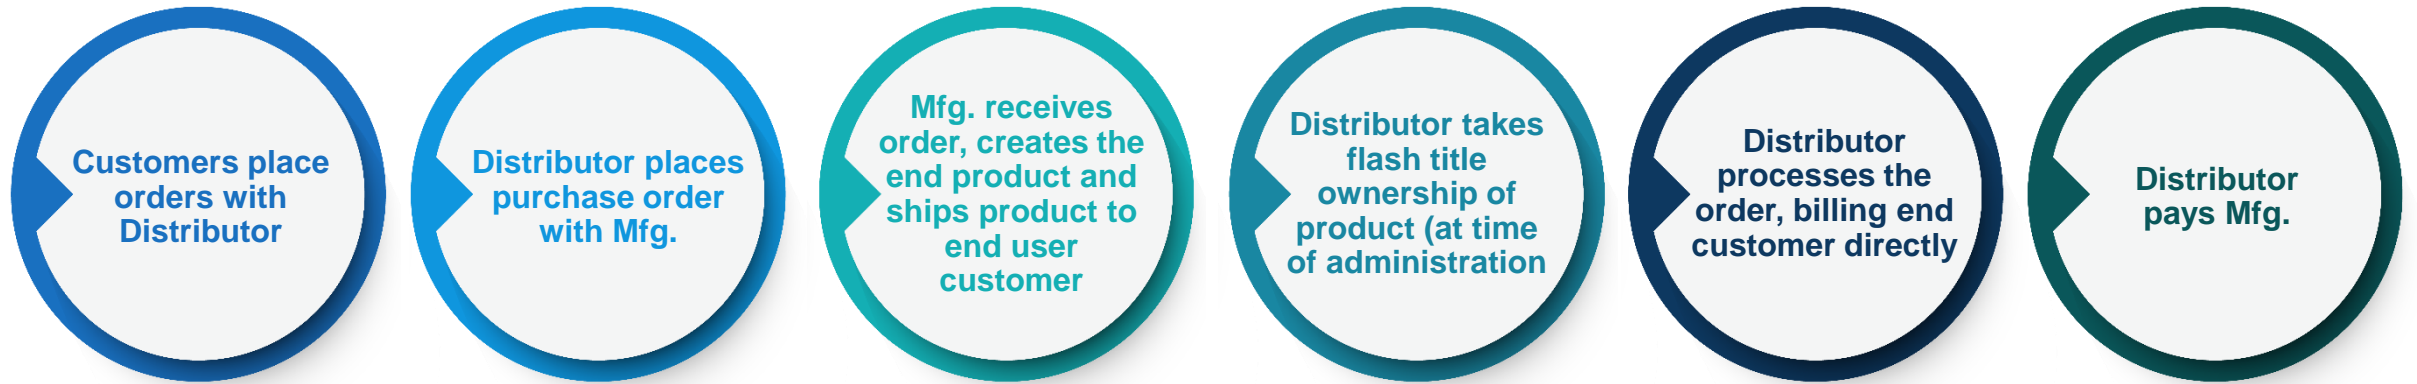 Customers place
orders with
Distributor
Distributor places
purchase order
with Mfg.
Mfg. receives
order, creates the
end product and
ships product to
end user
customer
Distributor takes
flash title
ownership of
product (at time
of administration
Distributor
processes the
order, billing end
customer directly
Distributor
pays Mfg.